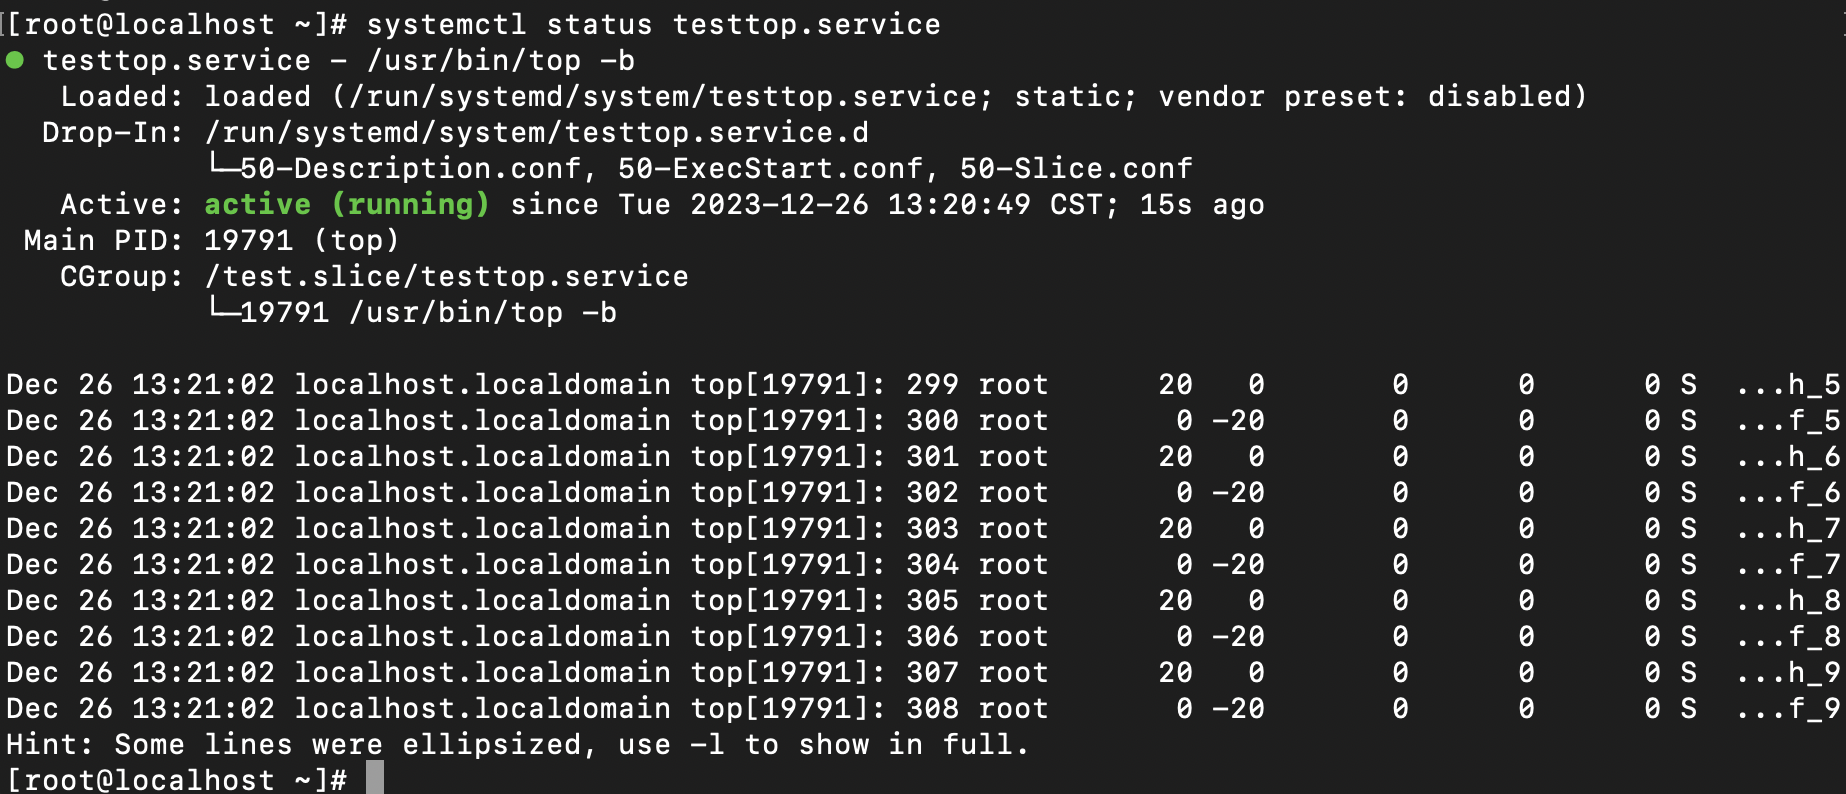 [root@localhost ~]# systemctl status testtop.service
● testtop.service - /usr/bin/top -b
   Loaded: loaded (/run/systemd/system/testtop.service; static; vendor preset: disabled)
  Drop-In: /run/systemd/system/testtop.service.d
           └─50-Description.conf, 50-ExecStart.conf, 50-Slice.conf
   Active: active (running) since Tue 2023-12-26 13:20:49 CST; 15s ago
 Main PID: 19791 (top)
   CGroup: /test.slice/testtop.service
           └─19791 /usr/bin/top -b

Dec 26 13:21:02 localhost.localdomain top[19791]: 299 root      20   0       0      0      0 S  ...h_5
Dec 26 13:21:02 localhost.localdomain top[19791]: 300 root       0 -20       0      0      0 S  ...f_5
Dec 26 13:21:02 localhost.localdomain top[19791]: 301 root      20   0       0      0      0 S  ...h_6
Dec 26 13:21:02 localhost.localdomain top[19791]: 302 root       0 -20       0      0      0 S  ...f_6
Dec 26 13:21:02 localhost.localdomain top[19791]: 303 root      20   0       0      0      0 S  ...h_7
Dec 26 13:21:02 localhost.localdomain top[19791]: 304 root       0 -20       0      0      0 S  ...f_7
Dec 26 13:21:02 localhost.localdomain top[19791]: 305 root      20   0       0      0      0 S  ...h_8
Dec 26 13:21:02 localhost.localdomain top[19791]: 306 root       0 -20       0      0      0 S  ...f_8
Dec 26 13:21:02 localhost.localdomain top[19791]: 307 root      20   0       0      0      0 S  ...h_9
Dec 26 13:21:02 localhost.localdomain top[19791]: 308 root       0 -20       0      0      0 S  ...f_9
Hint: Some lines were ellipsized, use -l to show in full.
[root@localhost ~]#